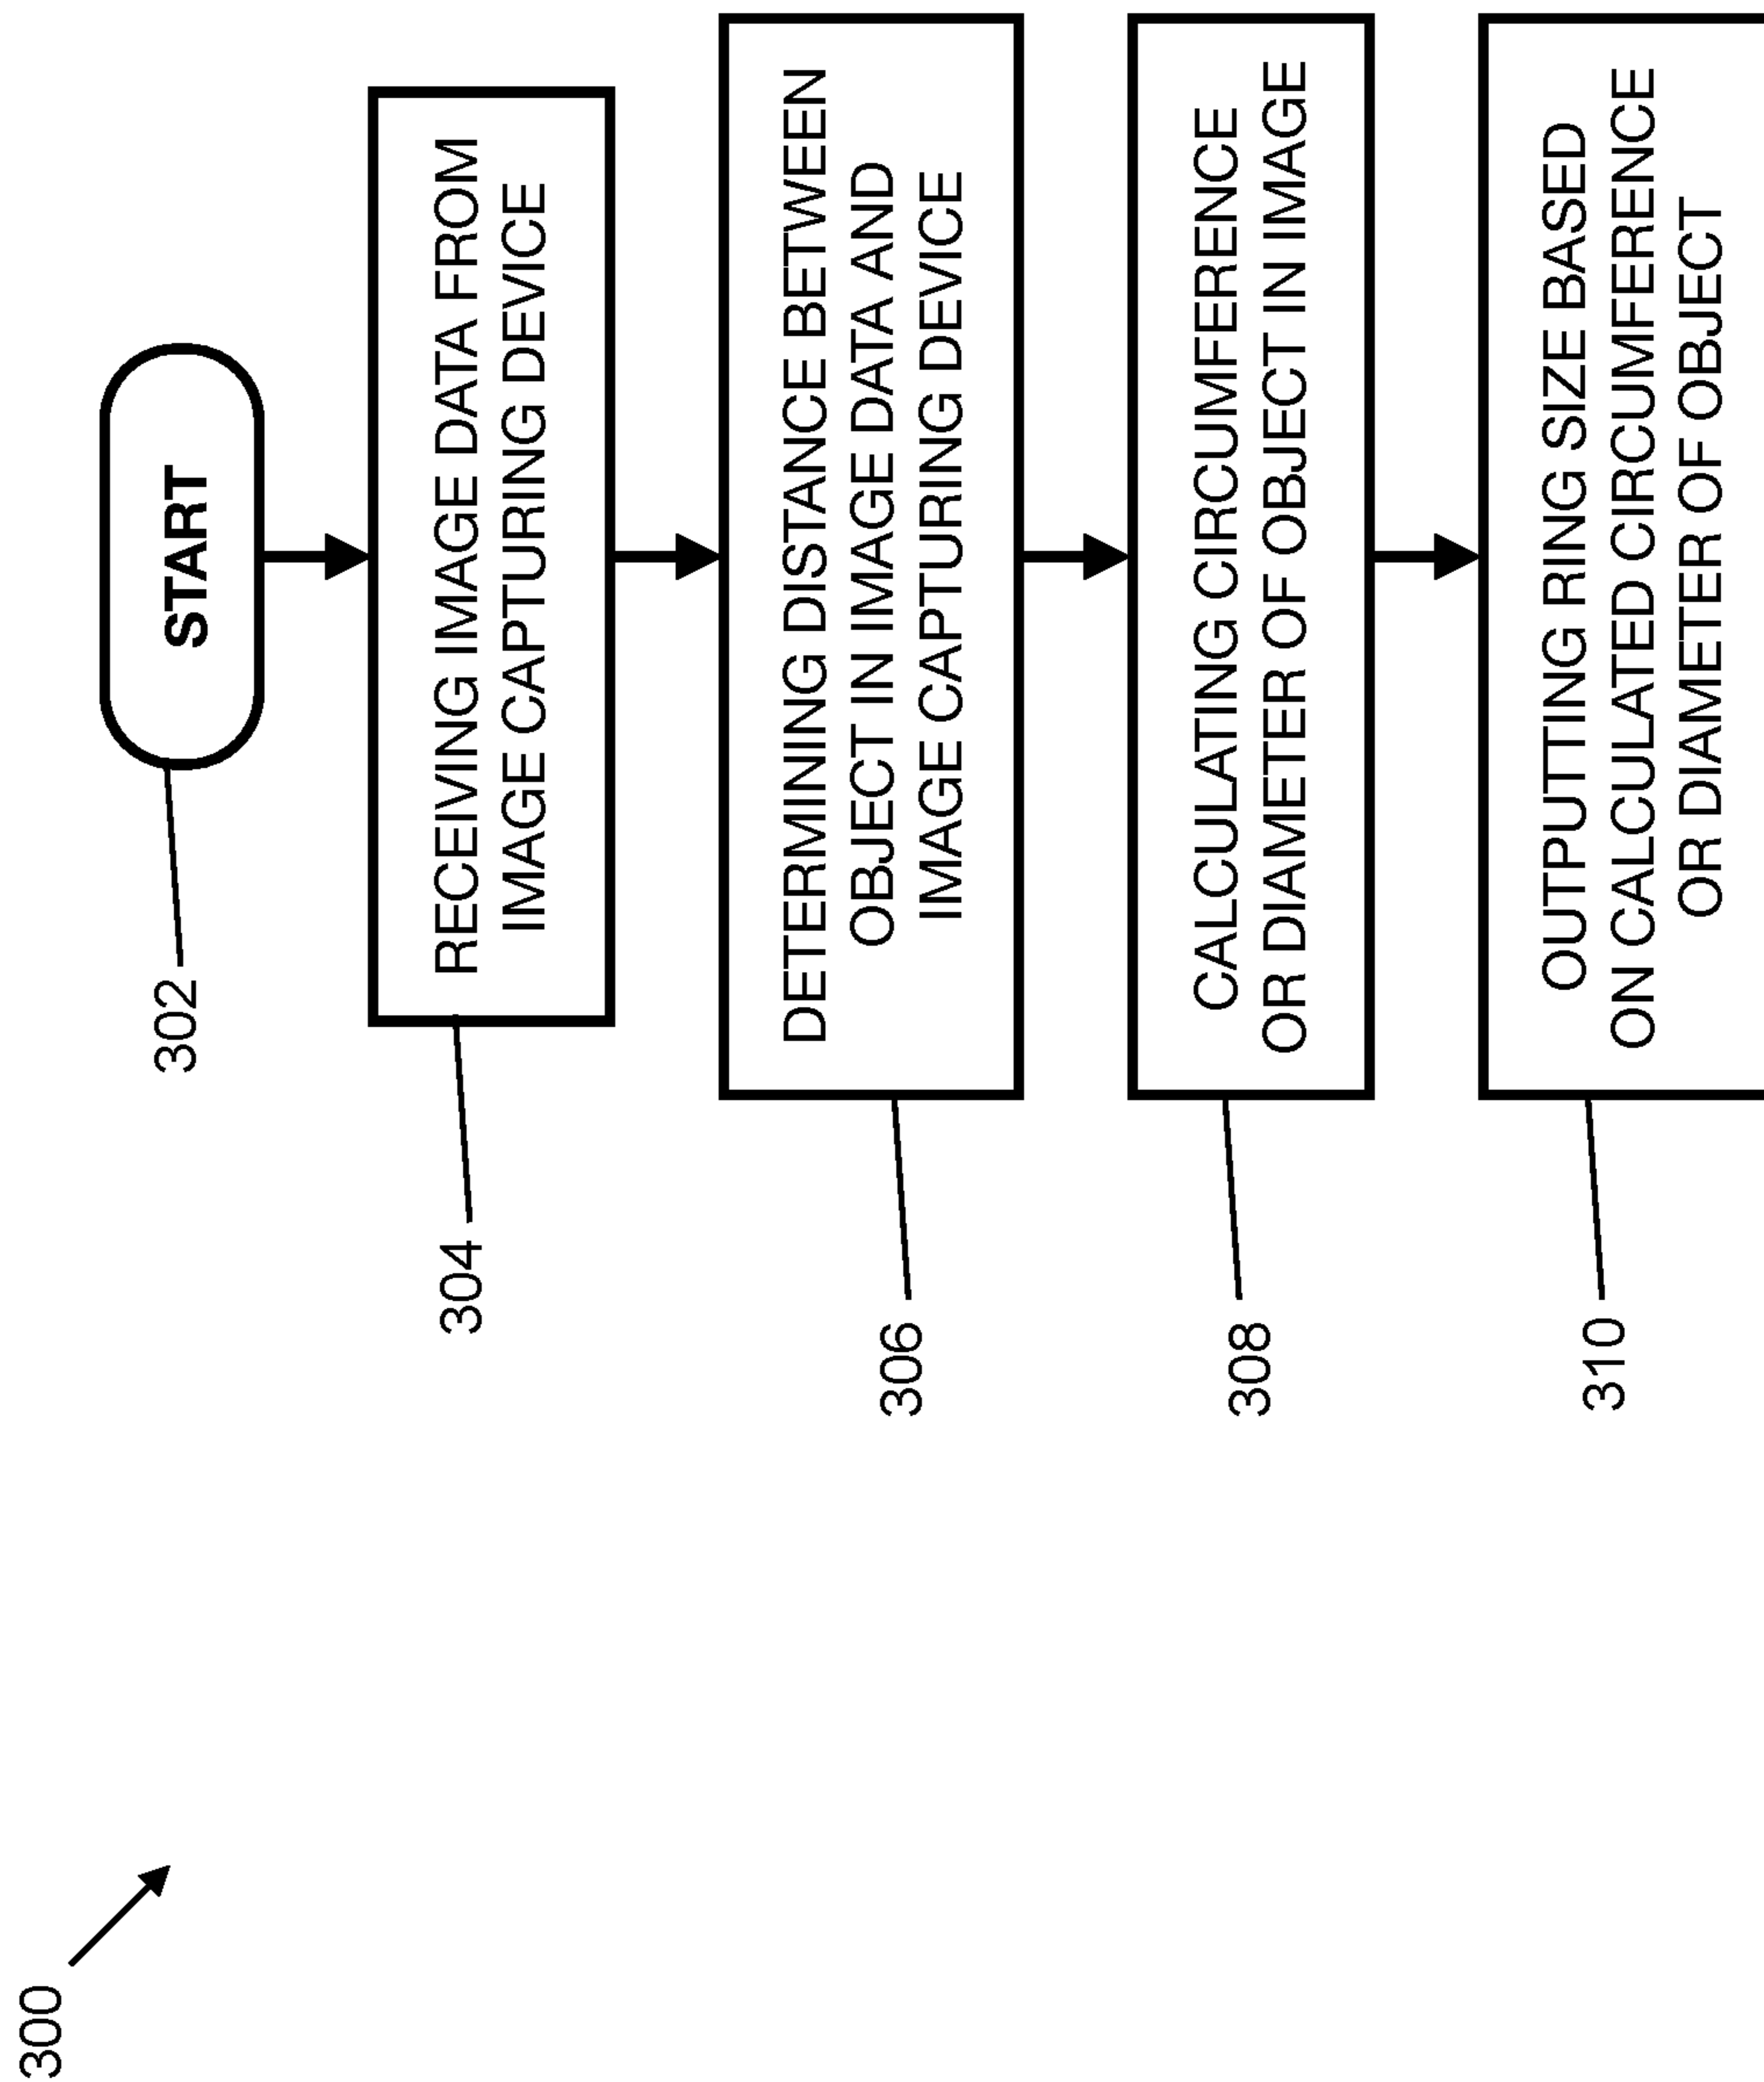 300
302
START
304
RECEIVING IMAGE DATA FROM
IMAGE CAPTURING DEVICE
306
DETERMINING DISTANCE BETWEEN
OBJECT IN IMAGE DATA AND
IMAGE CAPTURING DEVICE
308
CALCULATING CIRCUMFERENCE
OR DIAMETER OF OBJECT IN IMAGE
310
OUTPUTTING RING SIZE BASED
ON CALCULATED CIRCUMFERENCE
OR DIAMETER OF OBJECT